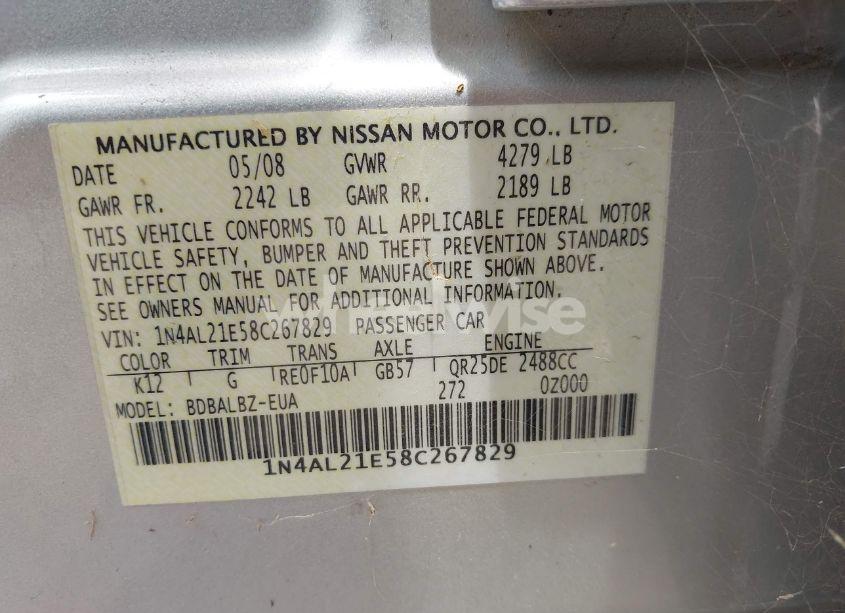 MANUFACTURED BY NISSAN MOTOR CO., LTD.
DATE 05/08 GVWR 4279 LB
GAWR FR. 2242 LB GAWR RR. 2189 LB
THIS VEHICLE CONFORMS TO ALL APPLICABLE FEDERAL MOTOR
VEHICLE SAFETY, BUMPER AND THEFT PREVENTION STANDARDS
IN EFFECT ON THE DATE OF MANUFACTURE SHOWN ABOVE.
SEE OWNERS MANUAL FOR ADDITIONAL INFORMATION.
VIN: 1N4AL21E58C267829 PASSENGER CAR
COLOR TRIM TRANS AXLE ENGINE
K12 G RE0F10A GB57 QR25DE 2488CC
272 0Z000
MODEL: BDBALBZ-EUA
1N4AL21E58C267829